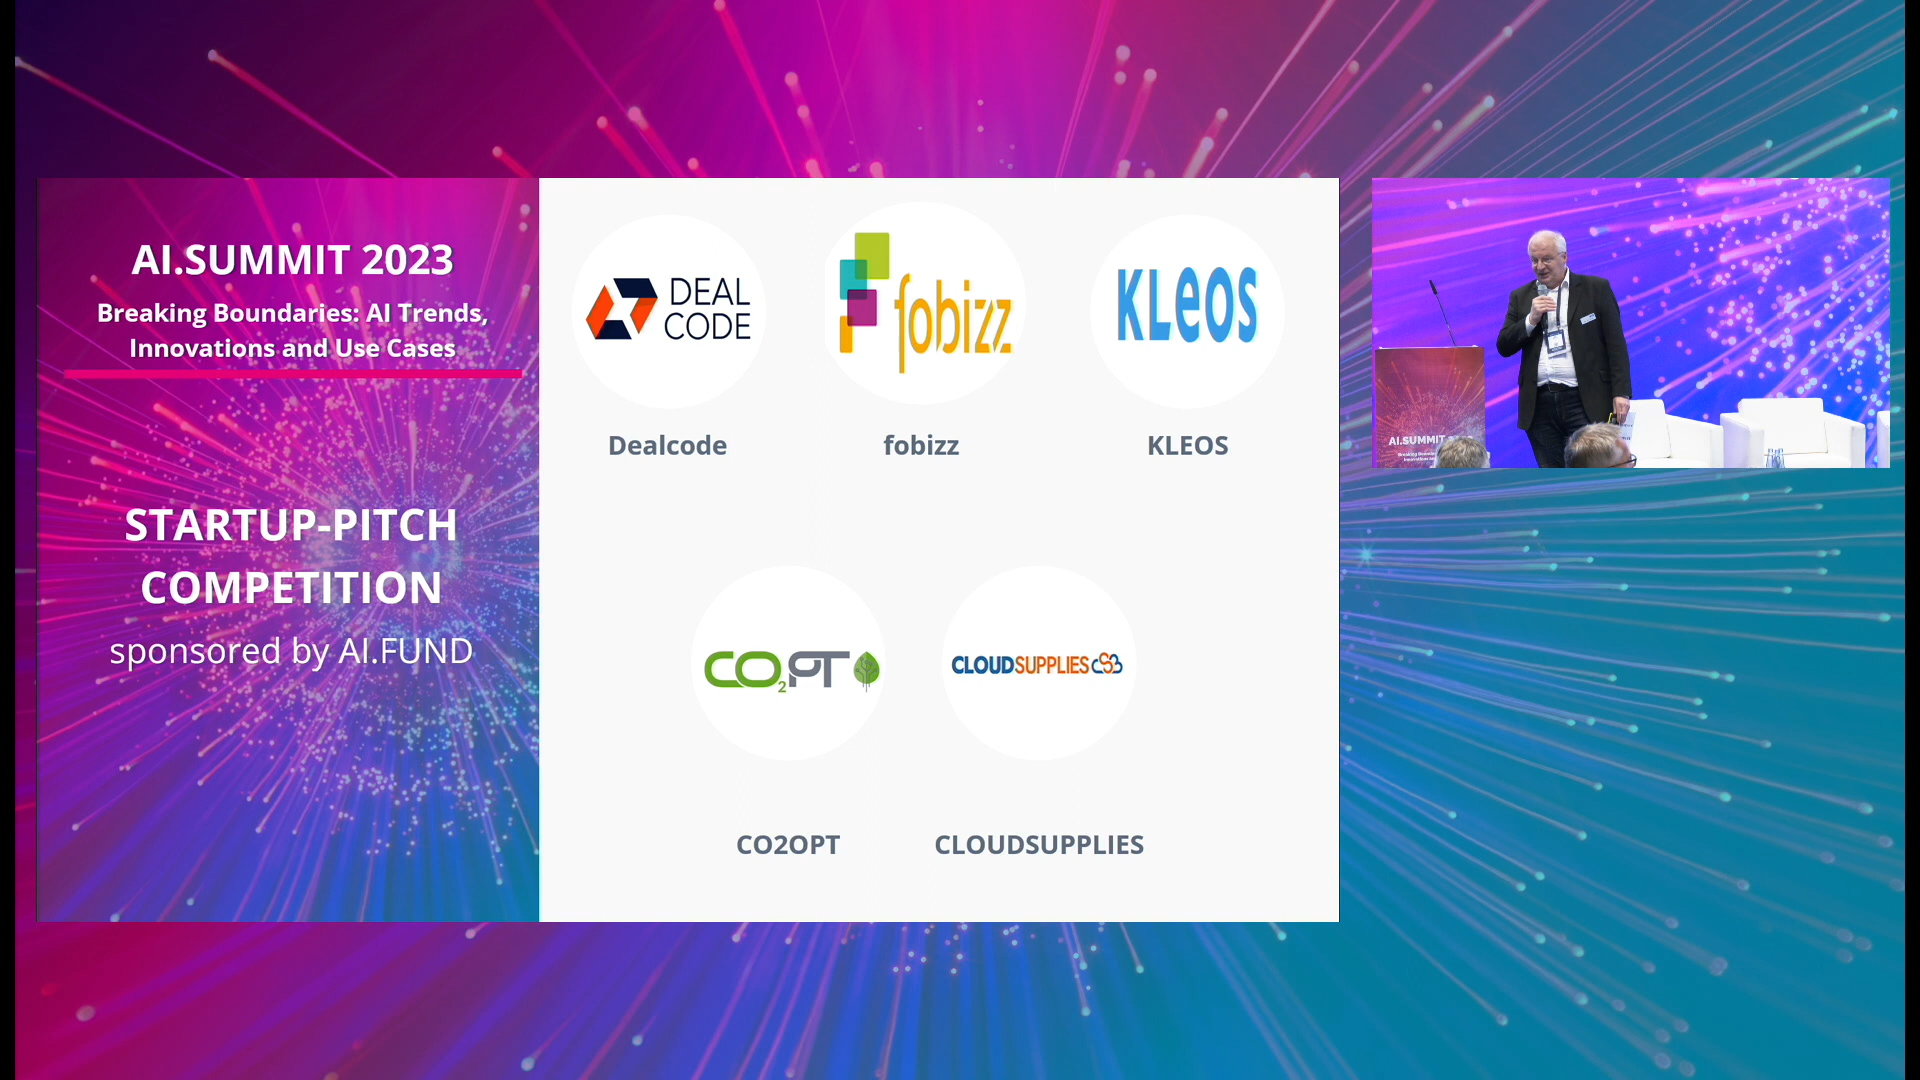 AI.SUMMIT 2023
Breaking Boundaries: AI Trends,
Innovations and Use Cases
STARTUP-PITCH
COMPETITION
sponsored by AI.FUND
DEAL
CODE
fobizz
KLeOS
Dealcode
fobizz
KLEOS
CO2PT
CLOUDSUPPLIES
CO2OPT
CLOUDSUPPLIES
AI.SUMMIT